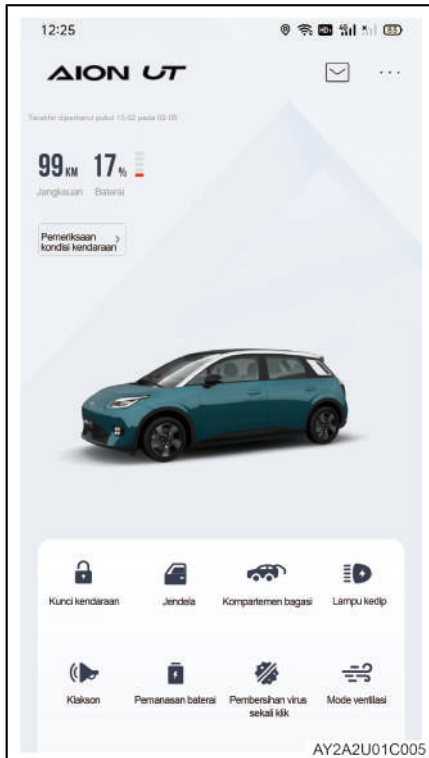 12:25
83
AION UT
Terakhir diperbarui pukul 15:02 pada 02-08
99 KM 17 %
Jangkauan Baterai
Pemeriksaan
kondisi kendaraan
Kunci kendaraan Jendela Kompartemen bagasi Lampu kedip
Klakson Pemanasan baterai Pembersihan virus Mode ventilasi
sekali klik
AY2A2U01C005